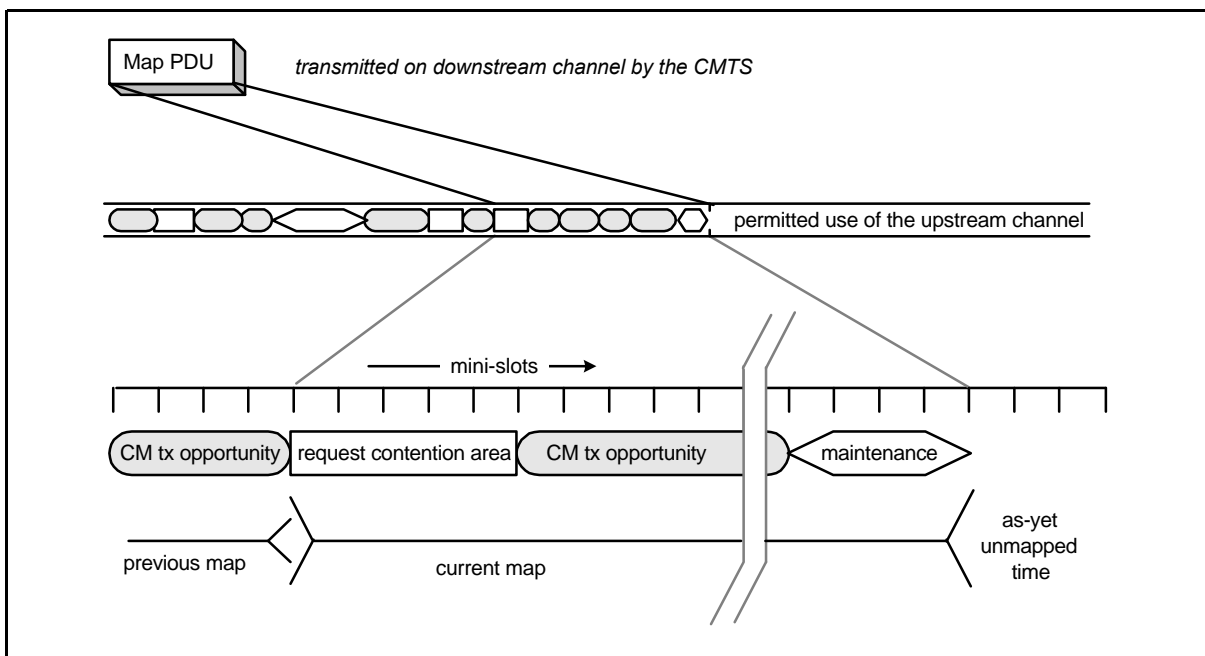 Map PDU
transmitted on downstream channel by the CMTS
permitted use of the upstream channel
mini-slots
CM tx opportunity
request contention area
CM tx opportunity
maintenance
previous map
current map
as-yet
unmapped
time